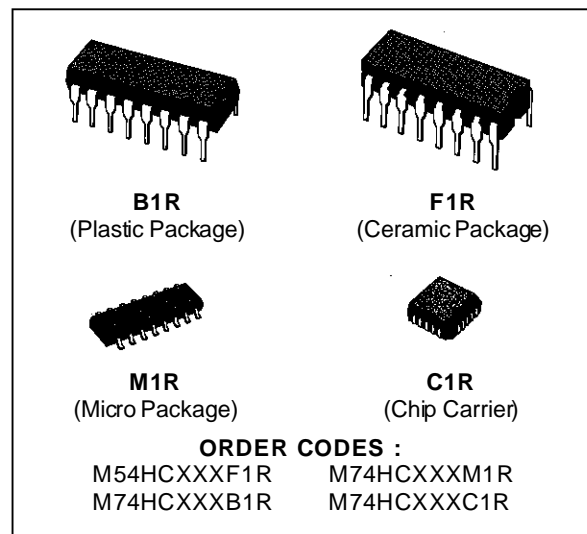 B1R
(Plastic Package)
F1R
(Ceramic Package)
M1R
(Micro Package)
C1R
(Chip Carrier)
ORDER CODES :
M54HCXXXF1R M74HCXXXM1R
M74HCXXXB1R M74HCXXXC1R